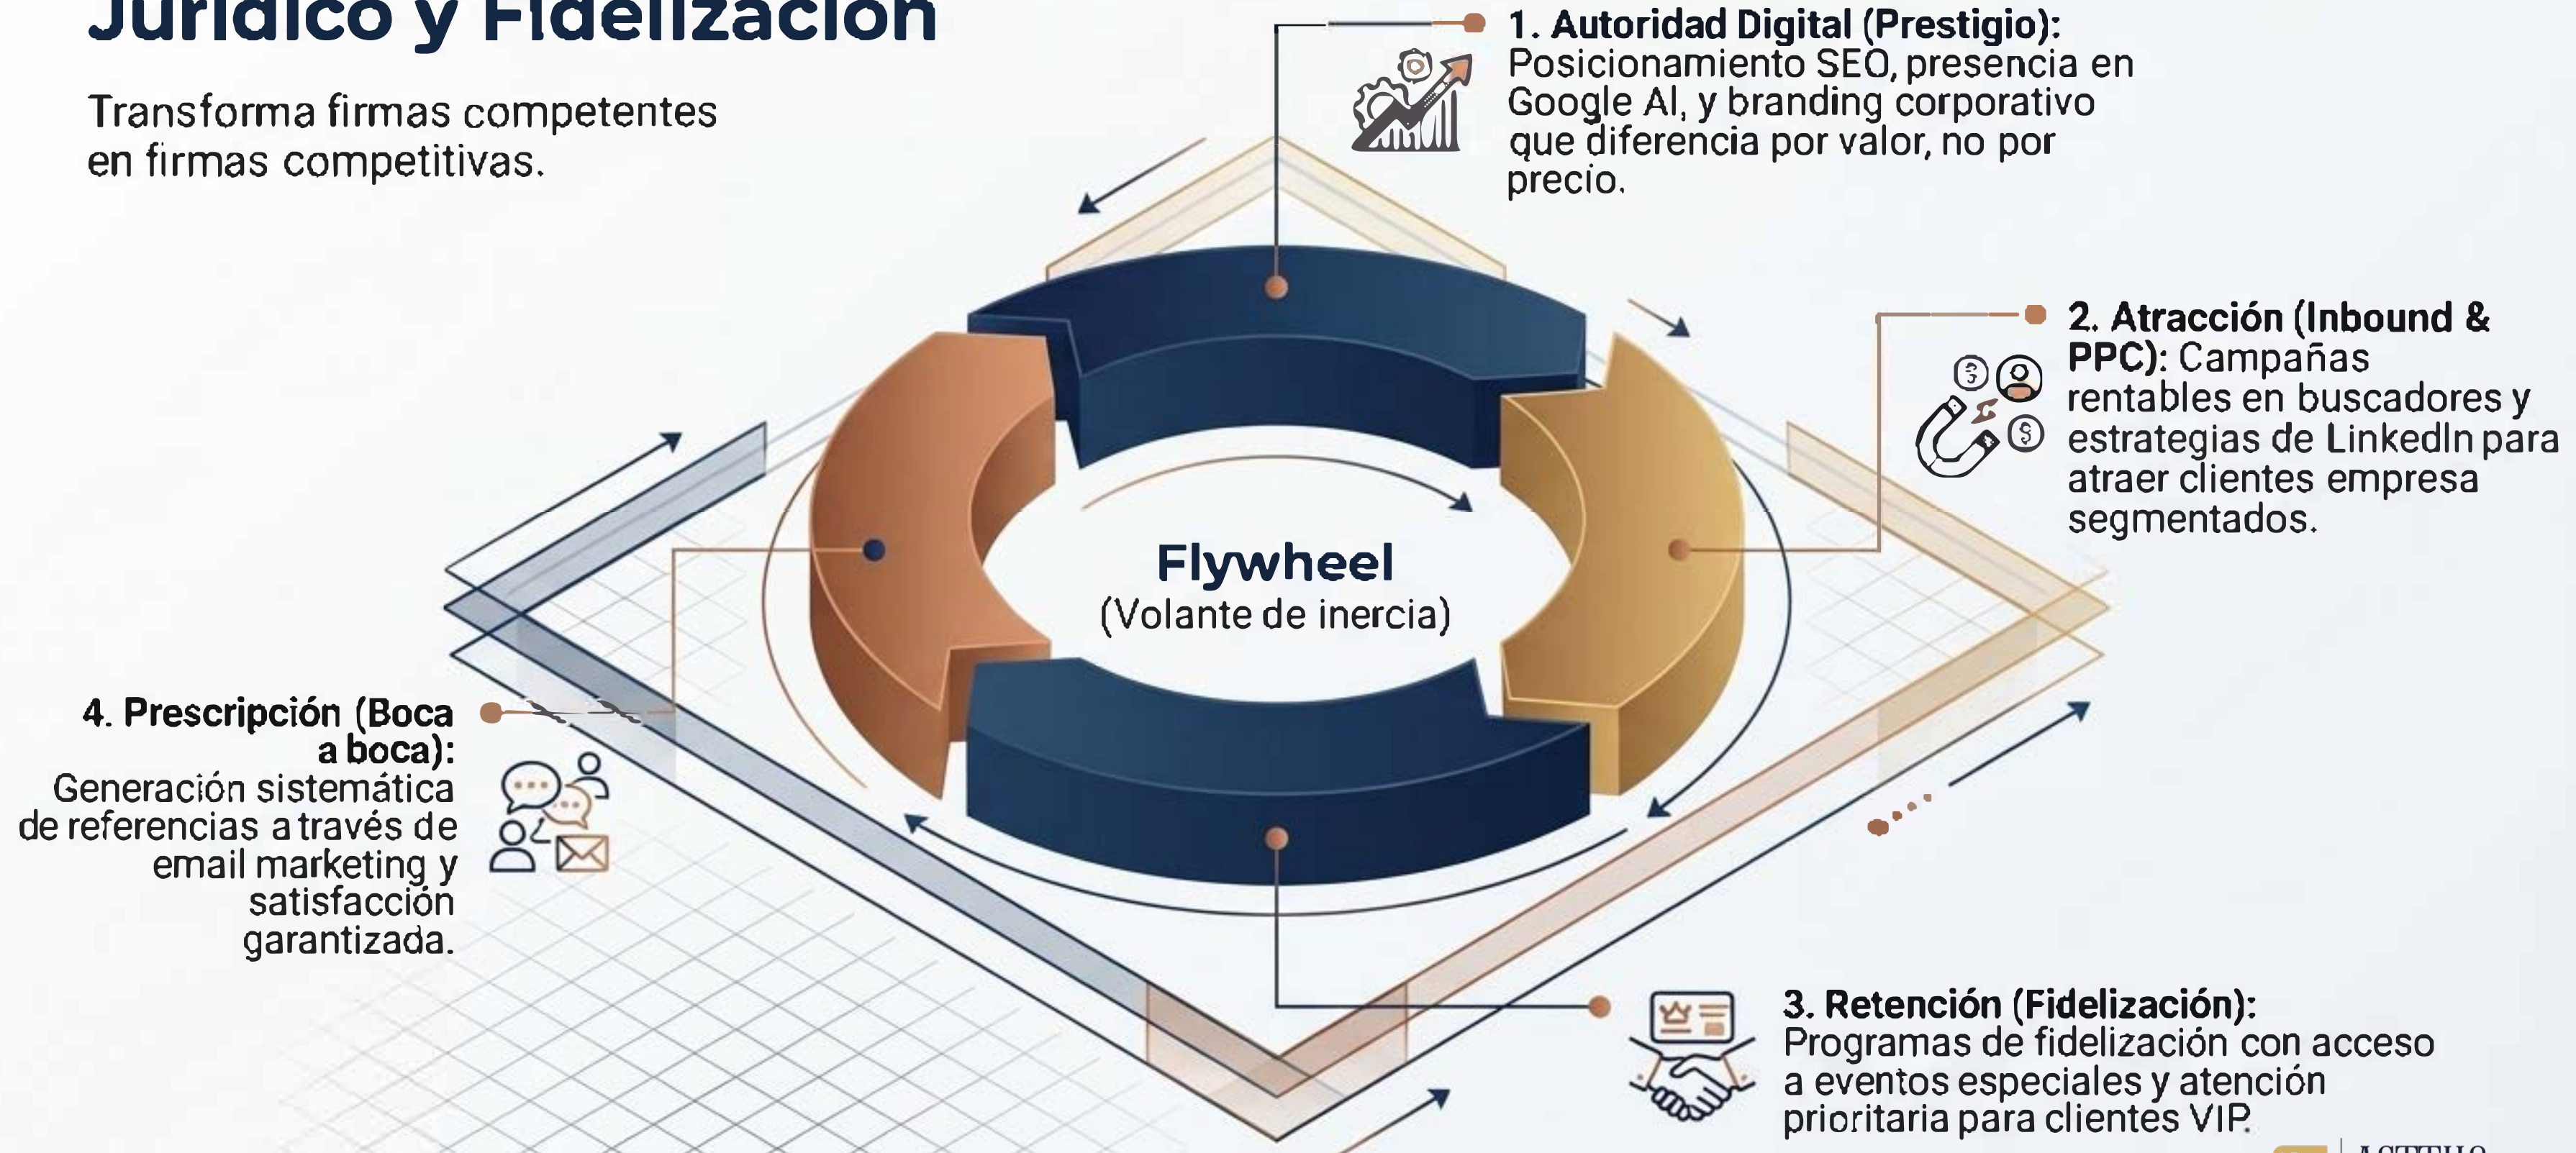 Jurídico y Fidelización
Transforma firmas competentes
en firmas competitivas.
1. Autoridad Digital (Prestigio):
Posicionamiento SEO, presencia en
Google AI, y branding corporativo
que diferencia por valor, no por
precio.
2. Atracción (Inbound &
PPC): Campañas
rentables en buscadores y
estrategias de LinkedIn para
atraer clientes empresa
segmentados.
Flywheel
(Volante de inercia)
4. Prescripción (Boca
a boca):
Generación sistemática
de referencias a través de
email marketing y
satisfacción
garantizada.
3. Retención (Fidelización):
Programas de fidelización con acceso
a eventos especiales y atención
prioritaria para clientes VIP.